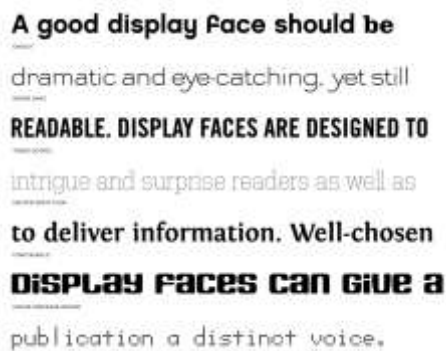 A good display face should be
dramatic and eye-catching, yet still
READABLE. DISPLAY FACES ARE DESIGNED TO
intrigue and surprise readers as well as
to deliver information. Well-chosen
DISPLAY FACES CAN GIVE A
publication a distinct voice.